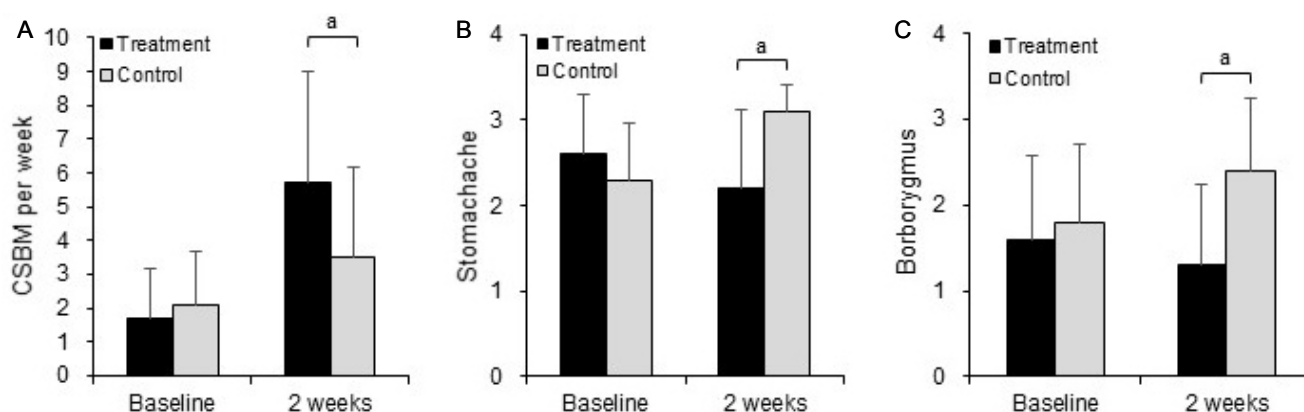 A
CSBM per week
10
9
8
7
6
5
4
3
2
1
0
Treatment
Control
a
Baseline
2 weeks
B
Stomachache
4
3
2
1
0
Treatment
Control
a
Baseline
2 weeks
C
Borborygmus
4
3
2
1
0
Treatment
Control
a
Baseline
2 weeks